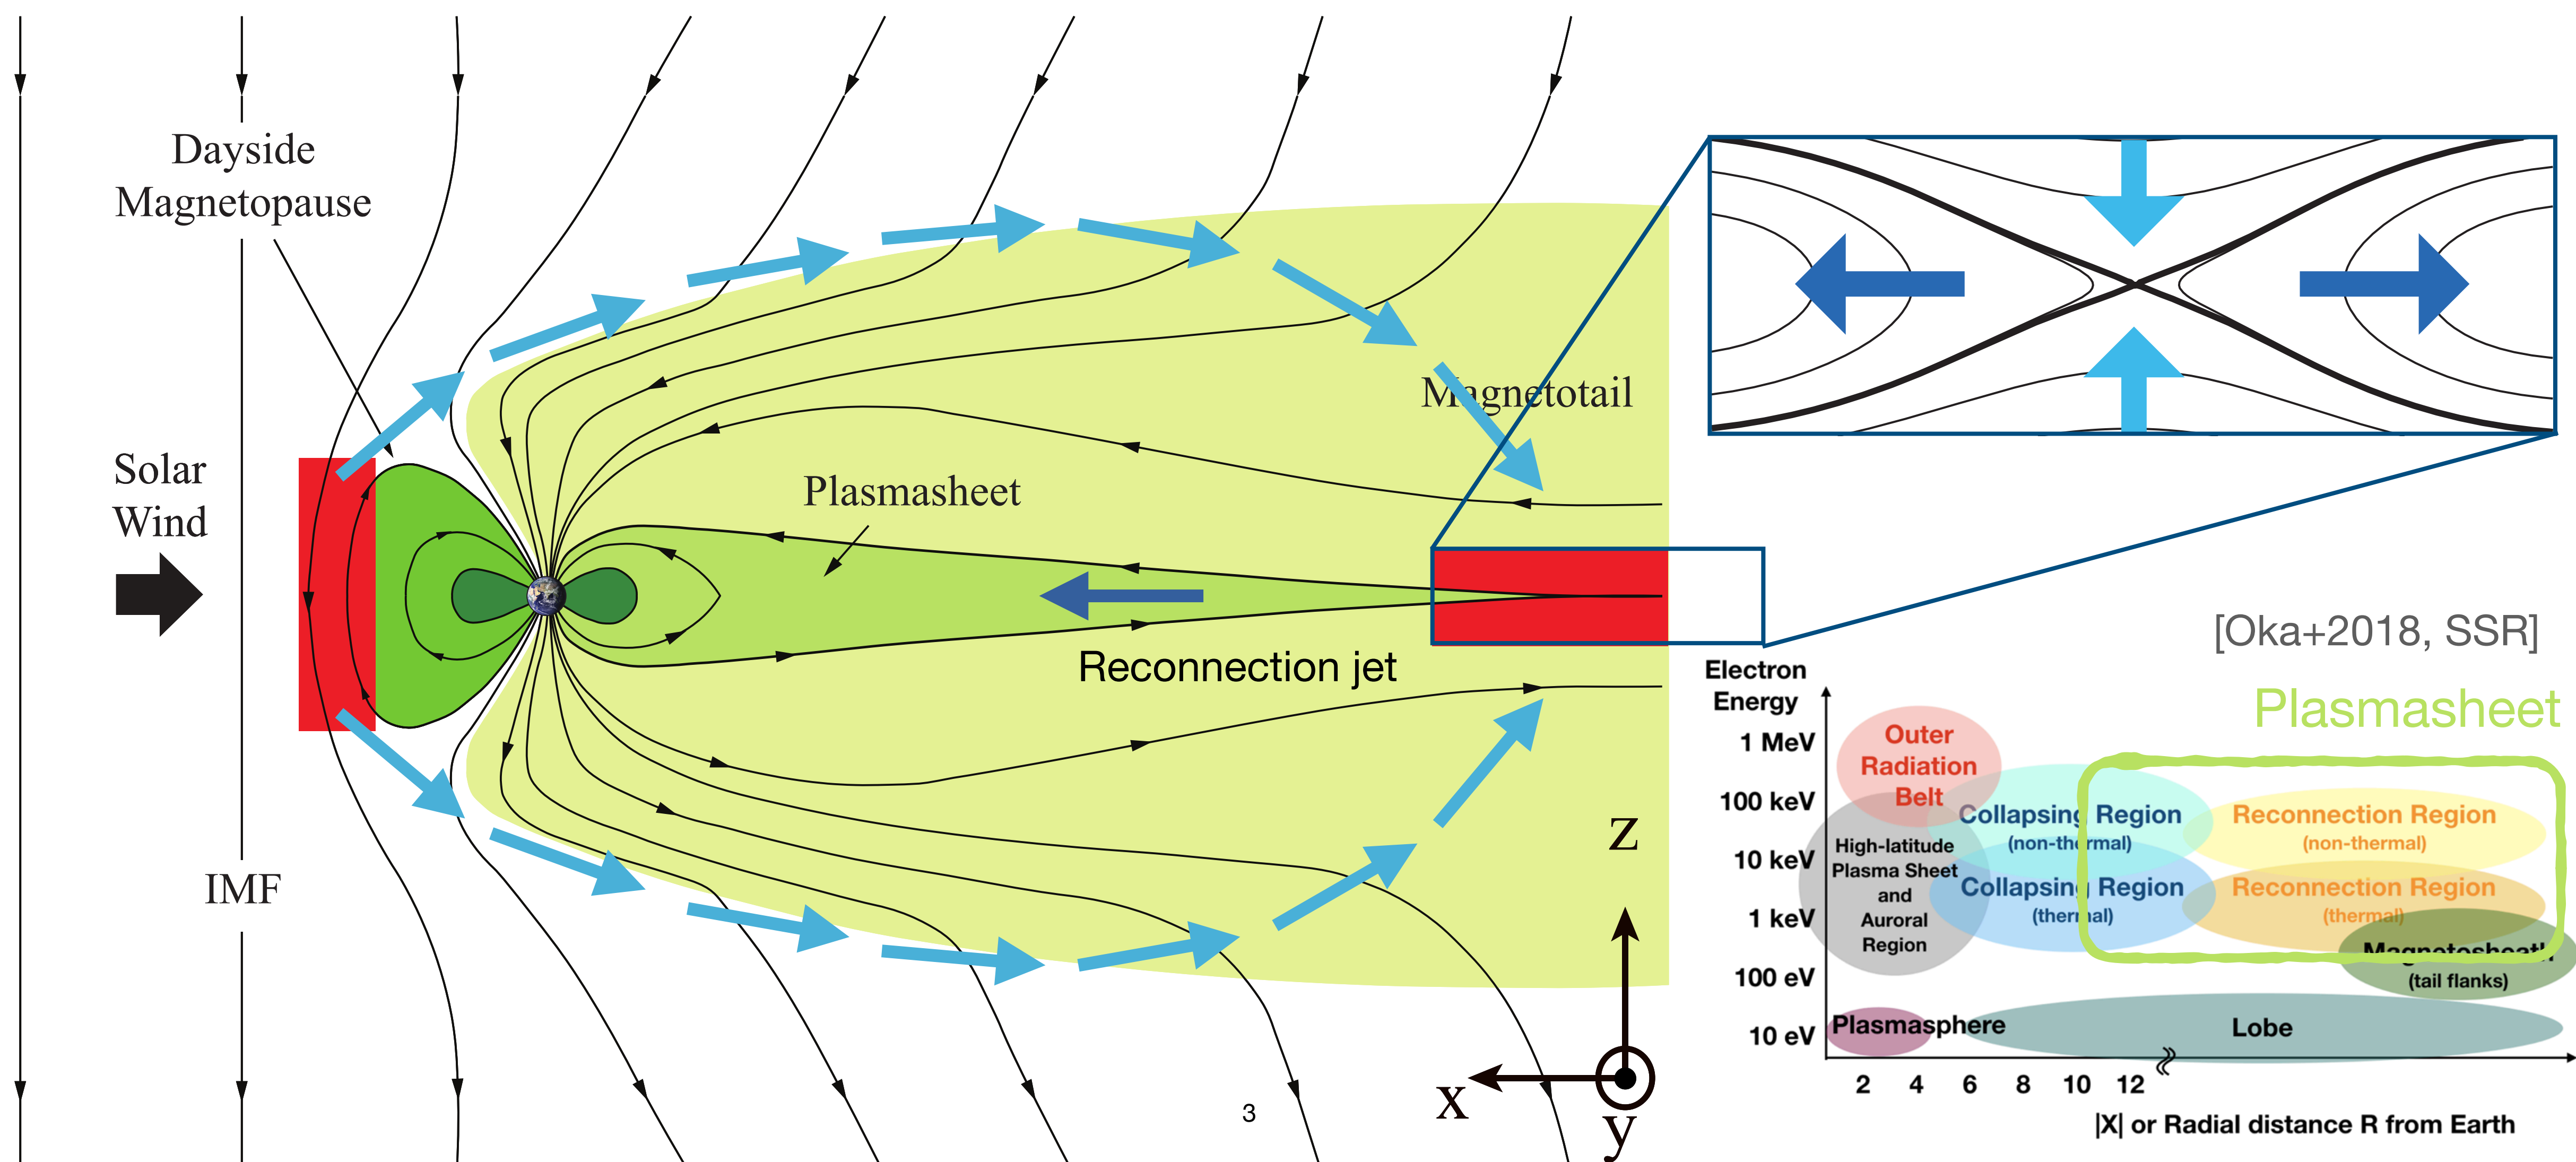 Dayside
Magnetopause
Solar
Wind
IMF
Plasmasheet
Magnetotail
Reconnection jet
z
x
y
3
[Oka+2018, SSR]
Plasmasheet
Electron
Energy
1 MeV
100 keV
10 keV
1 keV
100 eV
10 eV
Outer
Radiation
Belt
Collapsing Region
(non-thermal)
Reconnection Region
(non-thermal)
High-latitude
Plasma Sheet
and
Auroral
Region
Collapsing Region
(thermal)
Reconnection Region
(thermal)
Magnetosheath
(tail flanks)
Plasmasphere
Lobe
2 4 6 8 10 12
|X| or Radial distance R from Earth